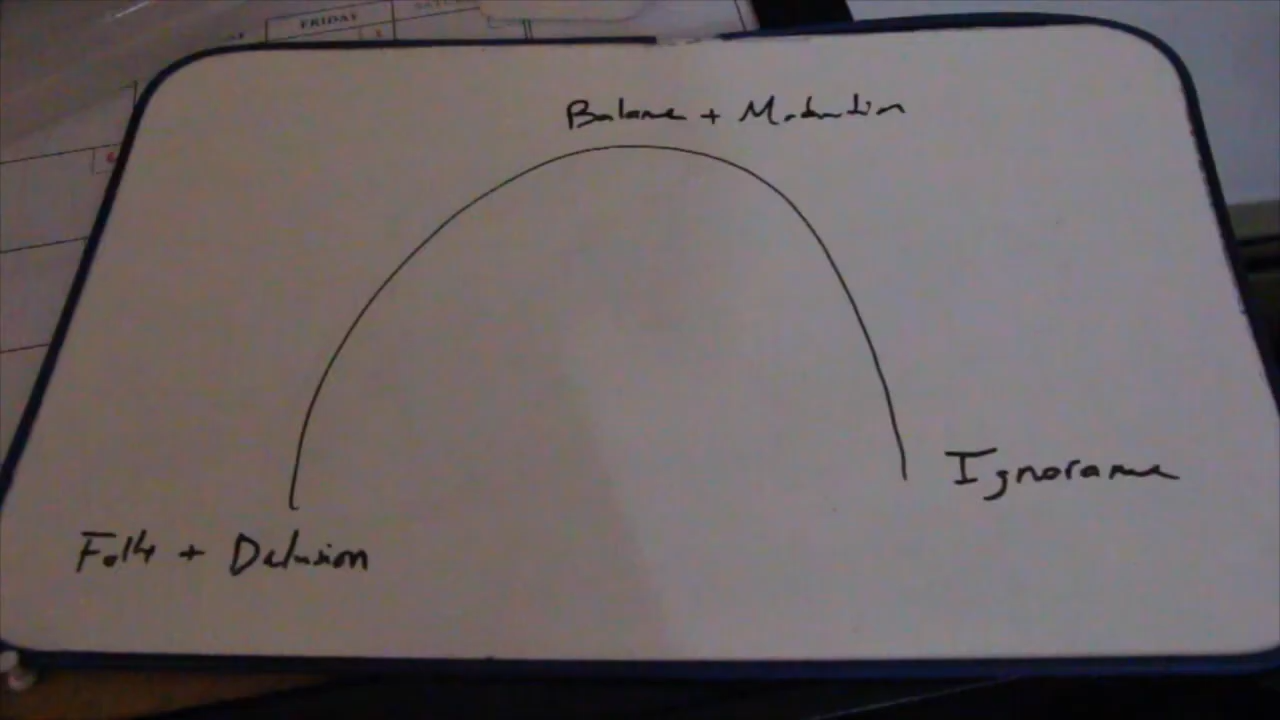 FRIDAY
Balance + Moderation
Ignorance
Folly + Delusion